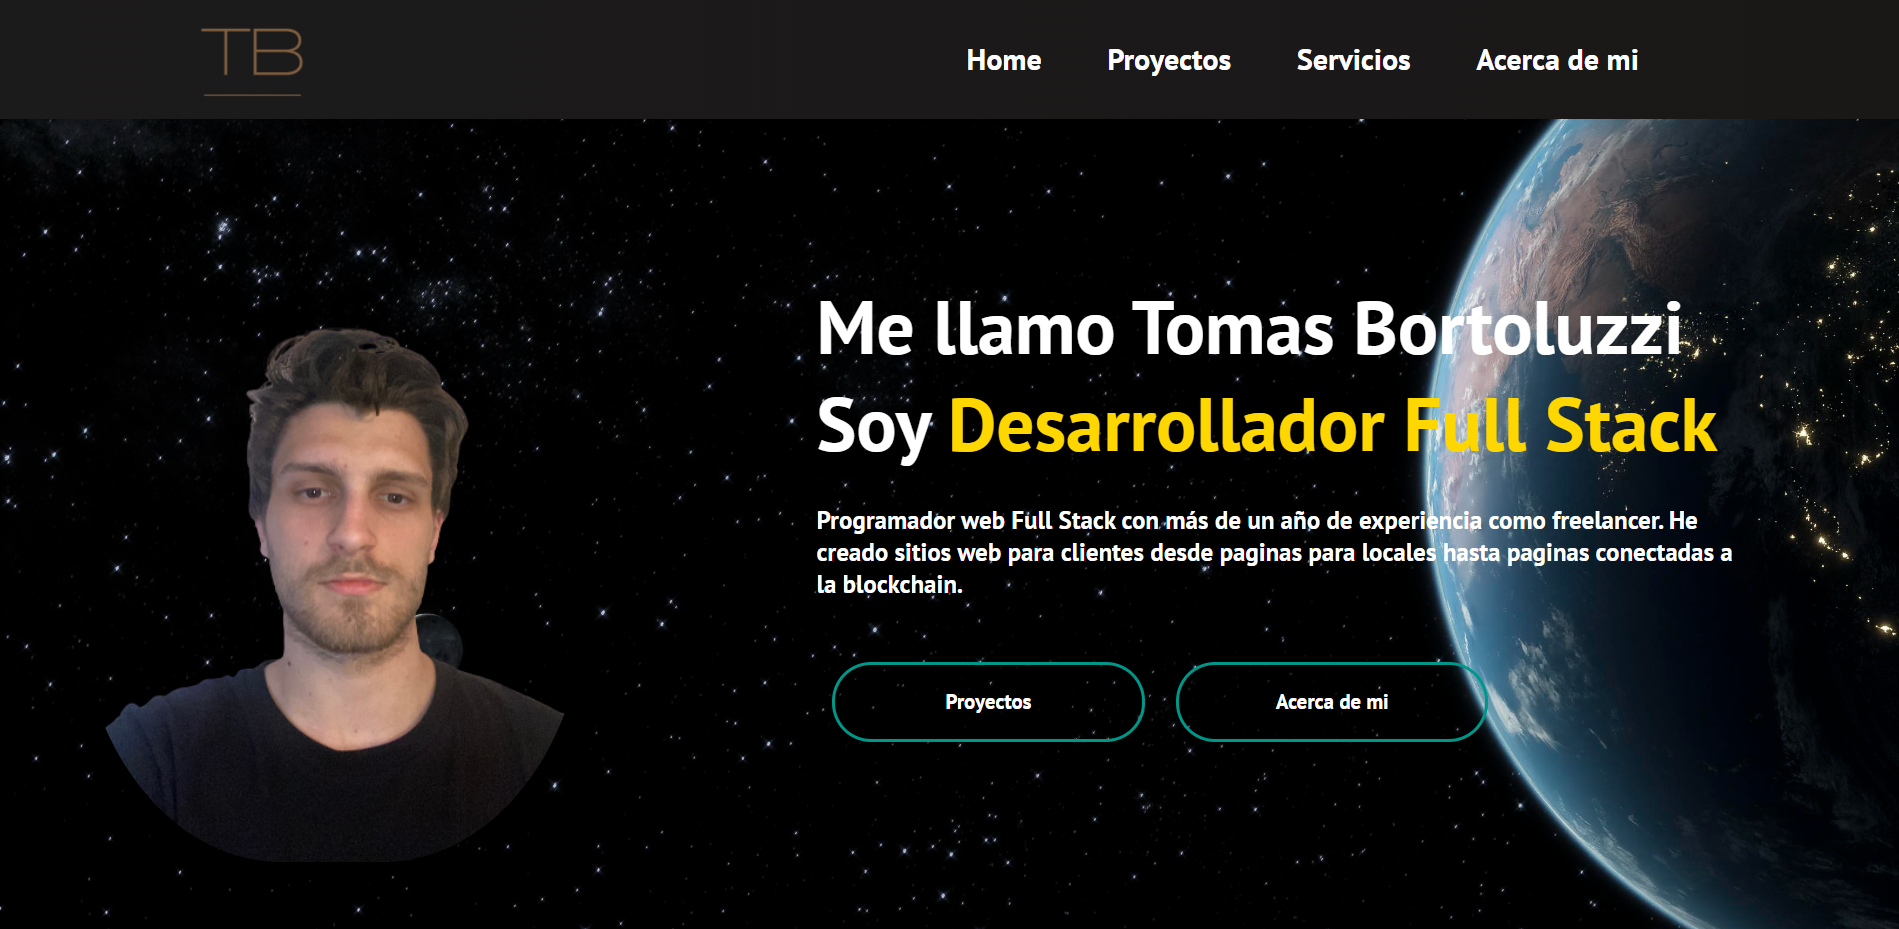 TB
Home Proyectos Servicios Acerca de mi
Me llamo Tomas Bortoluzzi
Soy Desarrollador Full Stack
Programador web Full Stack con más de un año de experiencia como freelancer. He
creado sitios web para clientes desde paginas para locales hasta paginas conectadas a
la blockchain.
Proyectos Acerca de mi